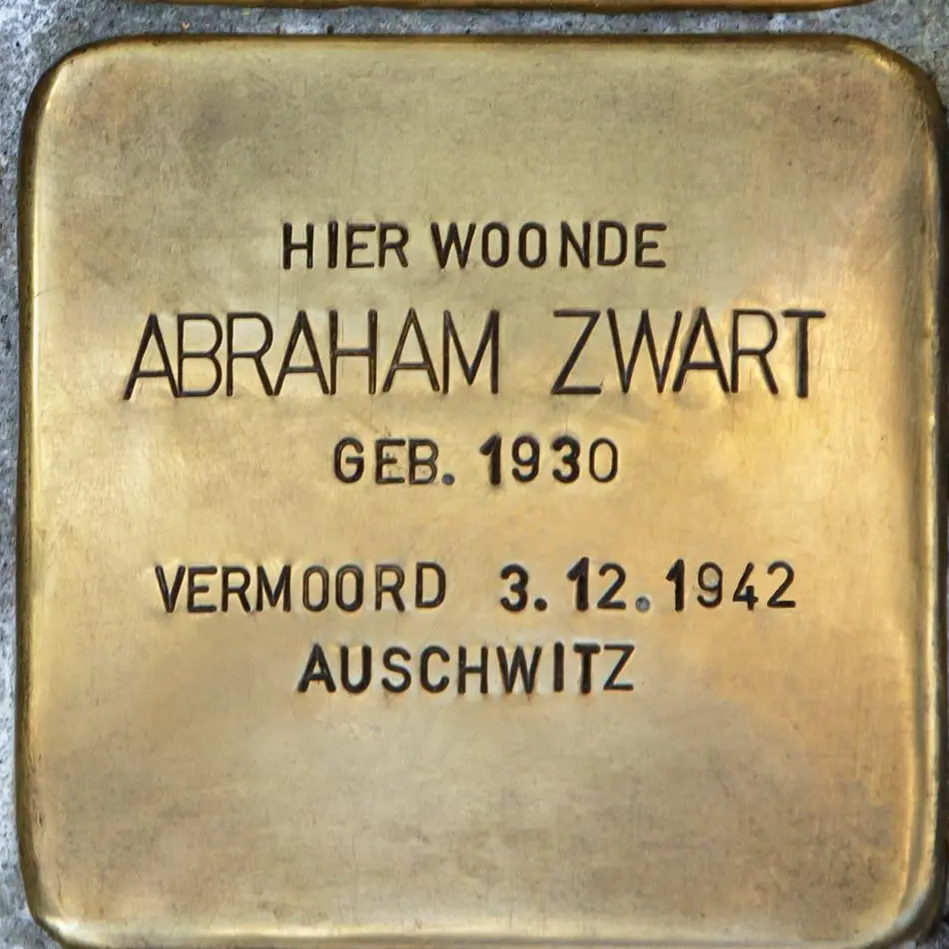 HIER WOONDE
ABRAHAM ZWART
GEB. 1930
VERMOORD 3.12.1942
AUSCHWITZ